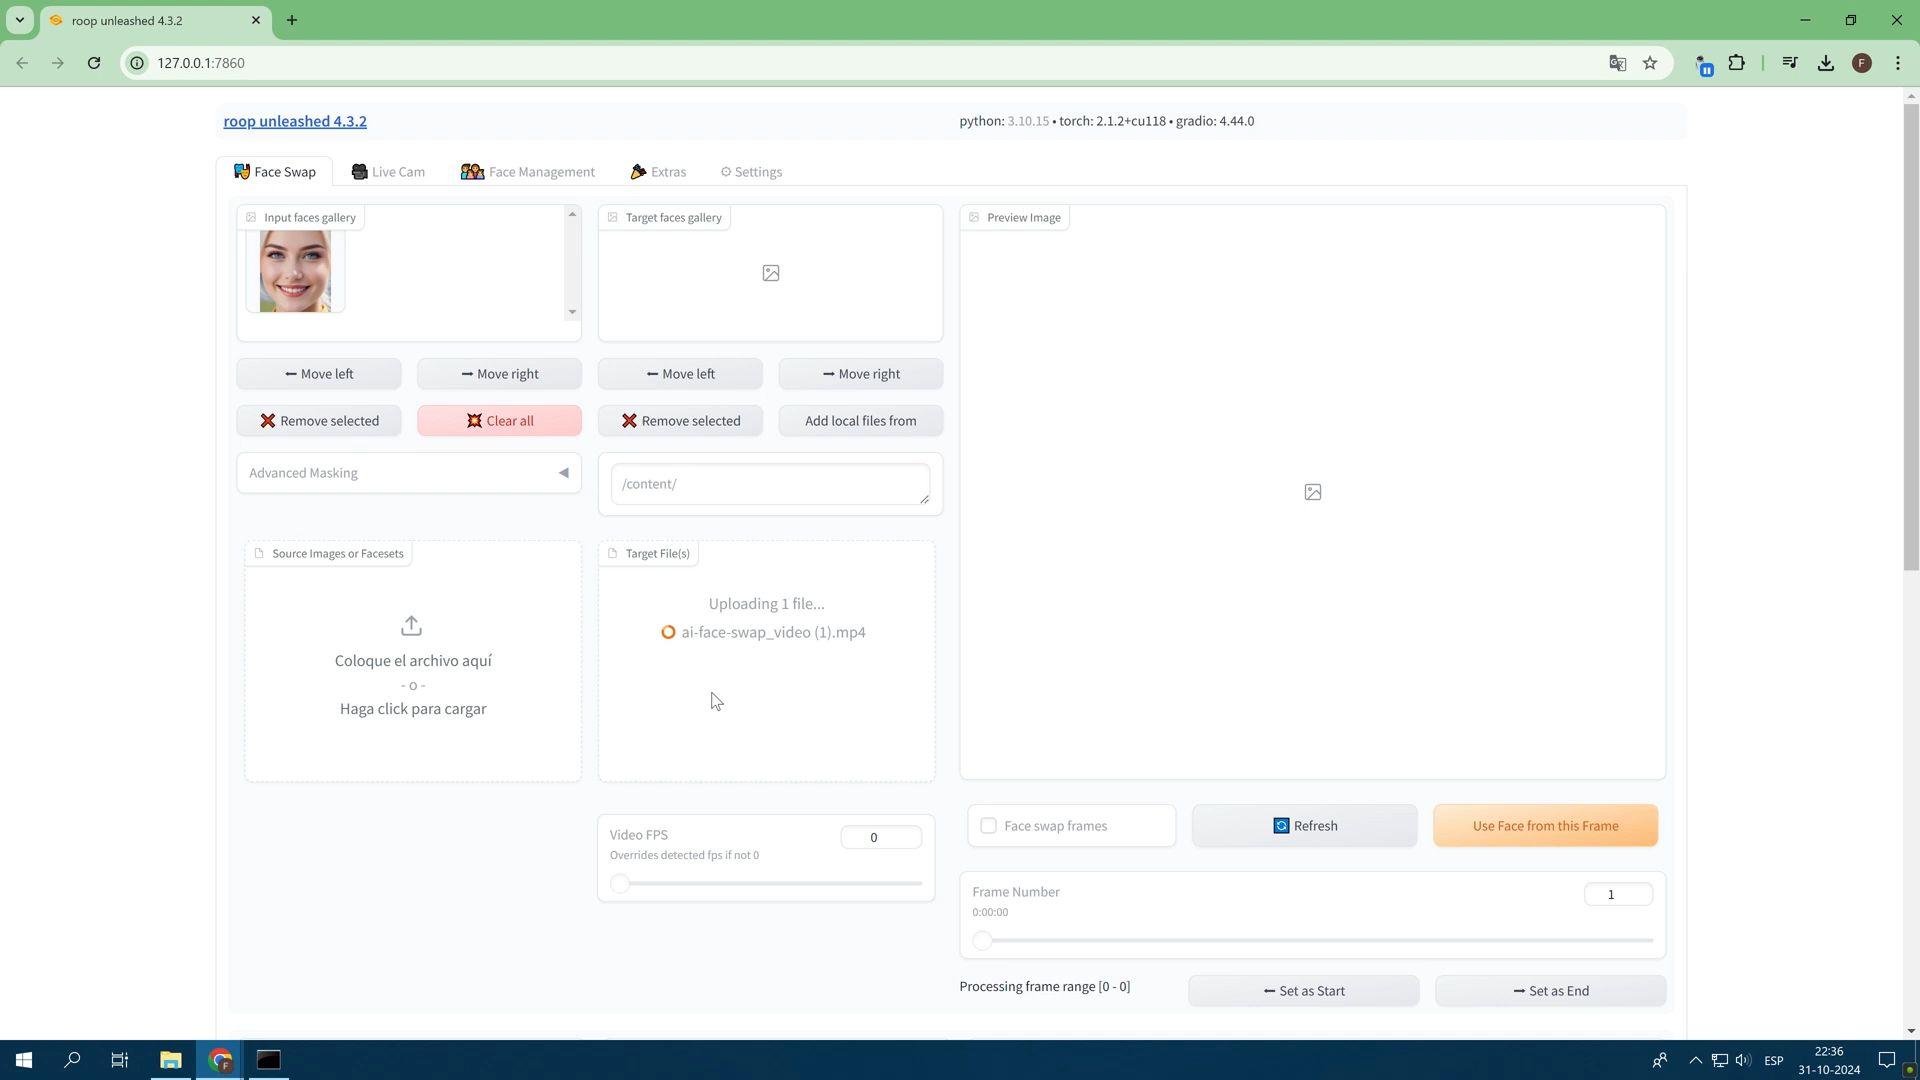 roop unleashed 4.3.2
127.0.0.1:7860
F
roop unleashed 4.3.2
python: 3.10.15 • torch: 2.1.2+cu118 • gradio: 4.44.0
Face Swap
Live Cam
Face Management
Extras
Settings
Input faces gallery
Target faces gallery
Preview Image
Move left
Move right
Move left
Move right
Remove selected
Clear all
Remove selected
Add local files from
Advanced Masking
/content/
Source Images or Facesets
Coloque el archivo aquí
- o -
Haga click para cargar
Target File(s)
Uploading 1 file...
ai-face-swap_video (1).mp4
Video FPS
0
Overrides detected fps if not 0
Face swap frames
Refresh
Use Face from this Frame
Frame Number
1
0:00:00
Processing frame range [0 - 0]
Set as Start
Set as End
F
ESP
22:36
31-10-2024